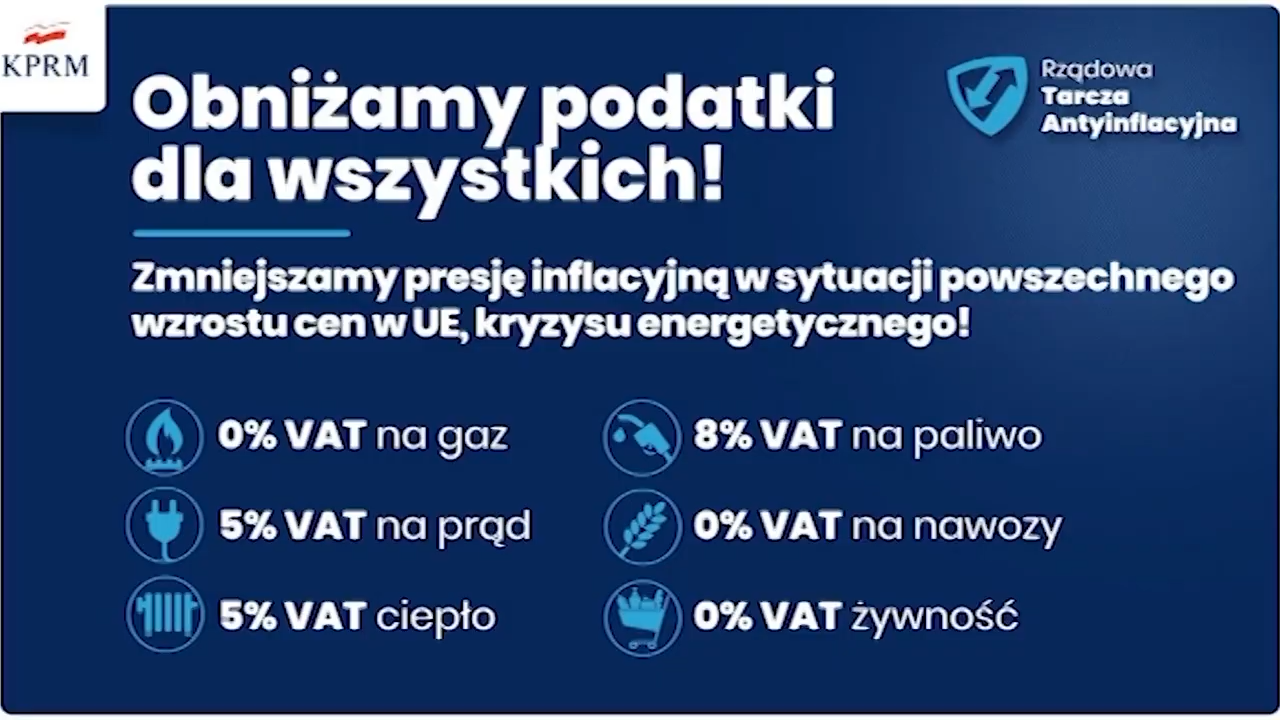 KPRM
Obniżamy podatki
dla wszystkich!
Rządowa
Tarcza
Antyinflacyjna
Zmniejszamy presję inflacyjną w sytuacji powszechnego
wzrostu cen w UE, kryzysu energetycznego!
0% VAT na gaz
5% VAT na prąd
5% VAT ciepło
8% VAT na paliwo
0% VAT na nawozy
0% VAT żywność